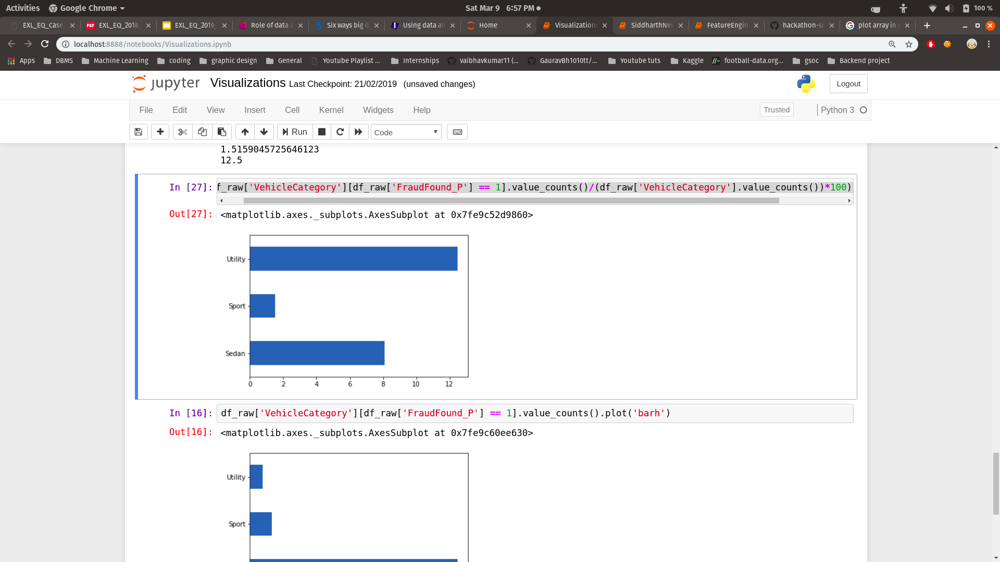 Activities Google Chrome Sat Mar 9 6:57 PM 100 %
EXL_EQ_Case_ EXL_EQ_2018_ EXL_EQ_2019_ Role of data a Six ways big d Using data an Home Visualizations SiddharthNew FeatureEngin hackathon-so plot array in p
localhost:8888/notebooks/Visualizations.ipynb
Apps DBMS Machine Learning coding graphic design General Youtube Playlist ... Internships vaibhavkumar11 (... GauravBh1010tt/... Youtube tuts Kaggle football-data.org... gsoc Backend project
jupyter Visualizations Last Checkpoint: 21/02/2019 (unsaved changes) Logout
File Edit View Insert Cell Kernel Widgets Help Trusted Python 3
Run Code
1.5159045725646123
12.5
In [27]: f_raw['VehicleCategory'][df_raw['FraudFound_P'] == 1].value_counts()/(df_raw['VehicleCategory'].value_counts())*100)
Out[27]: <matplotlib.axes._subplots.AxesSubplot at 0x7fe9c52d9860>
Utility
Sport
Sedan
0 2 4 6 8 10 12
In [16]: df_raw['VehicleCategory'][df_raw['FraudFound_P'] == 1].value_counts().plot('barh')
Out[16]: <matplotlib.axes._subplots.AxesSubplot at 0x7fe9c60ee630>
Utility
Sport